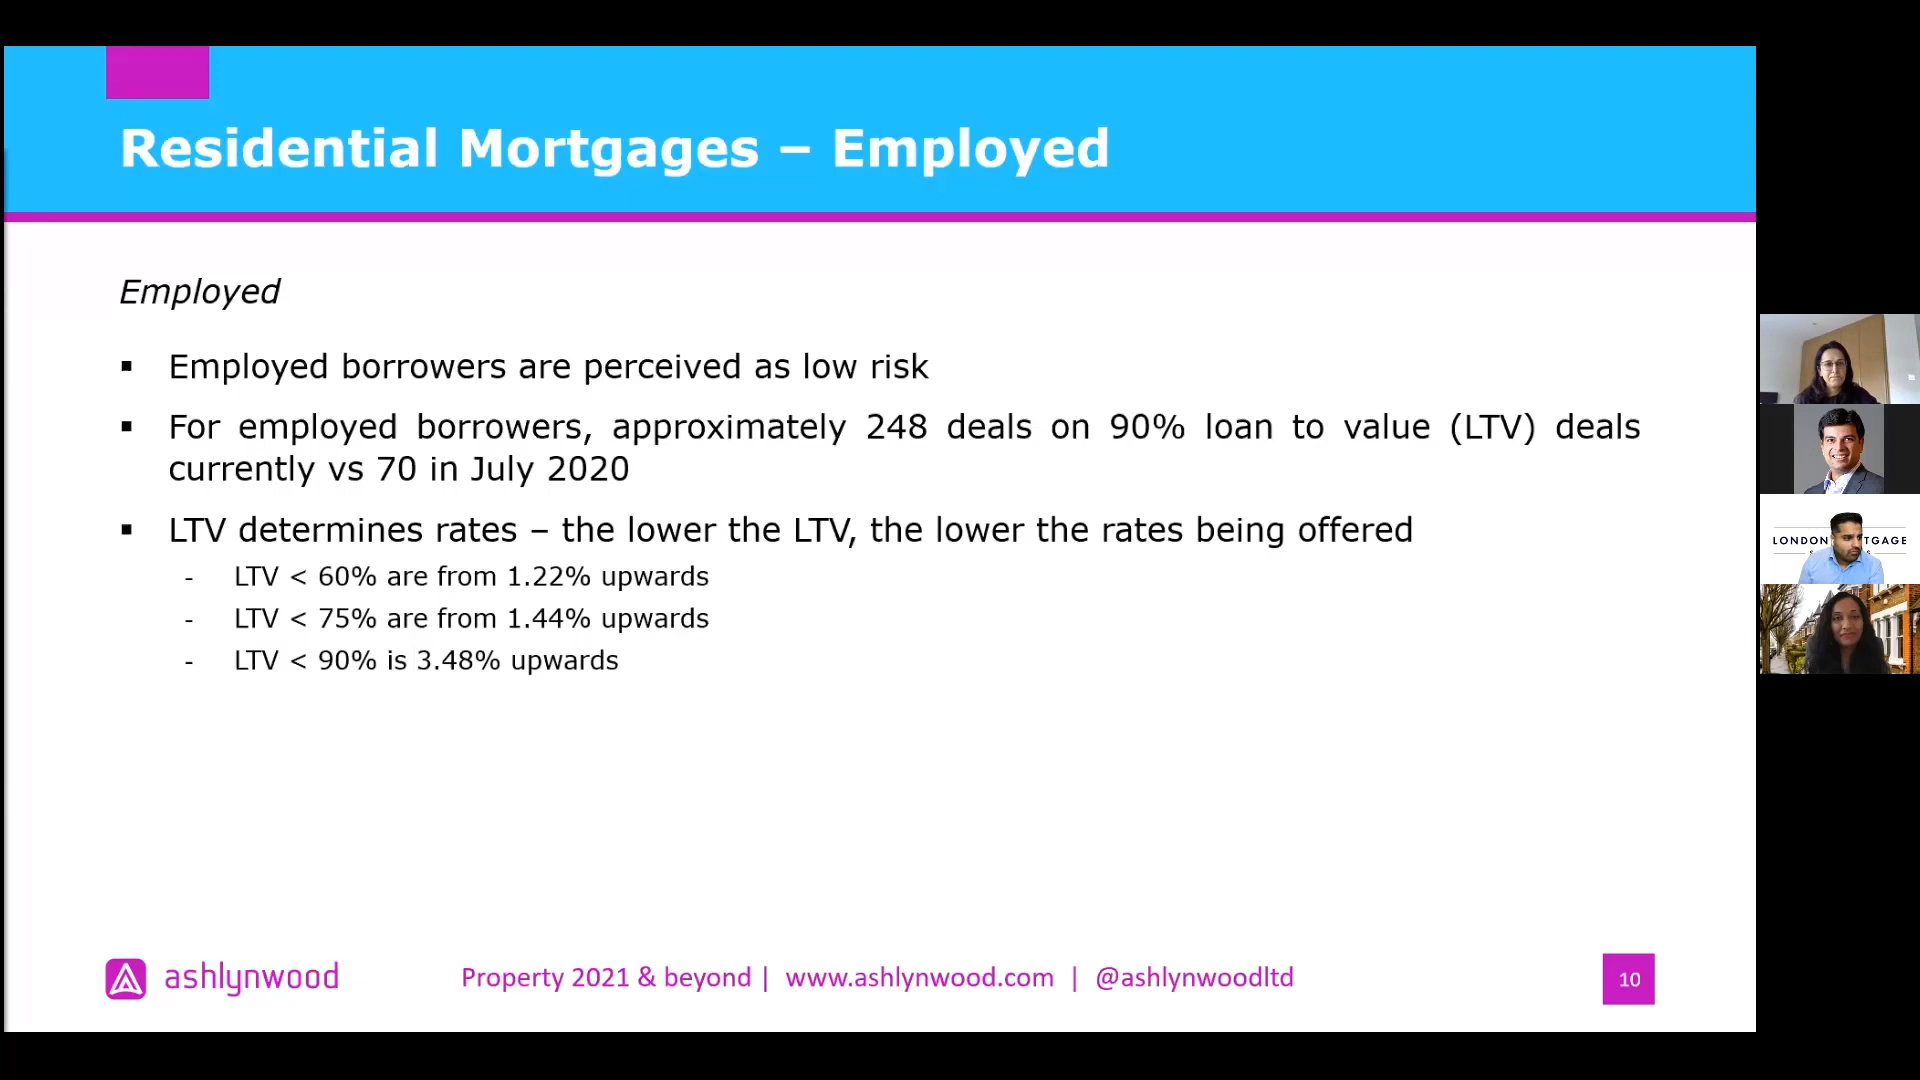 Residential Mortgages – Employed
Employed
▪ Employed borrowers are perceived as low risk
▪ For employed borrowers, approximately 248 deals on 90% loan to value (LTV) deals
currently vs 70 in July 2020
▪ LTV determines rates – the lower the LTV, the lower the rates being offered
- LTV < 60% are from 1.22% upwards
- LTV < 75% are from 1.44% upwards
- LTV < 90% is 3.48% upwards
LONDON TGAGE
ashlynwood Property 2021 & beyond | www.ashlynwood.com | @ashlynwoodltd 10